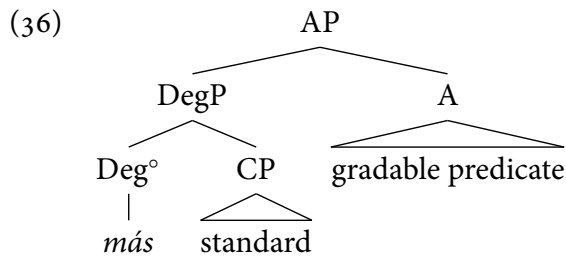 (36) AP
DegP A
Deg° CP gradable predicate
más standard